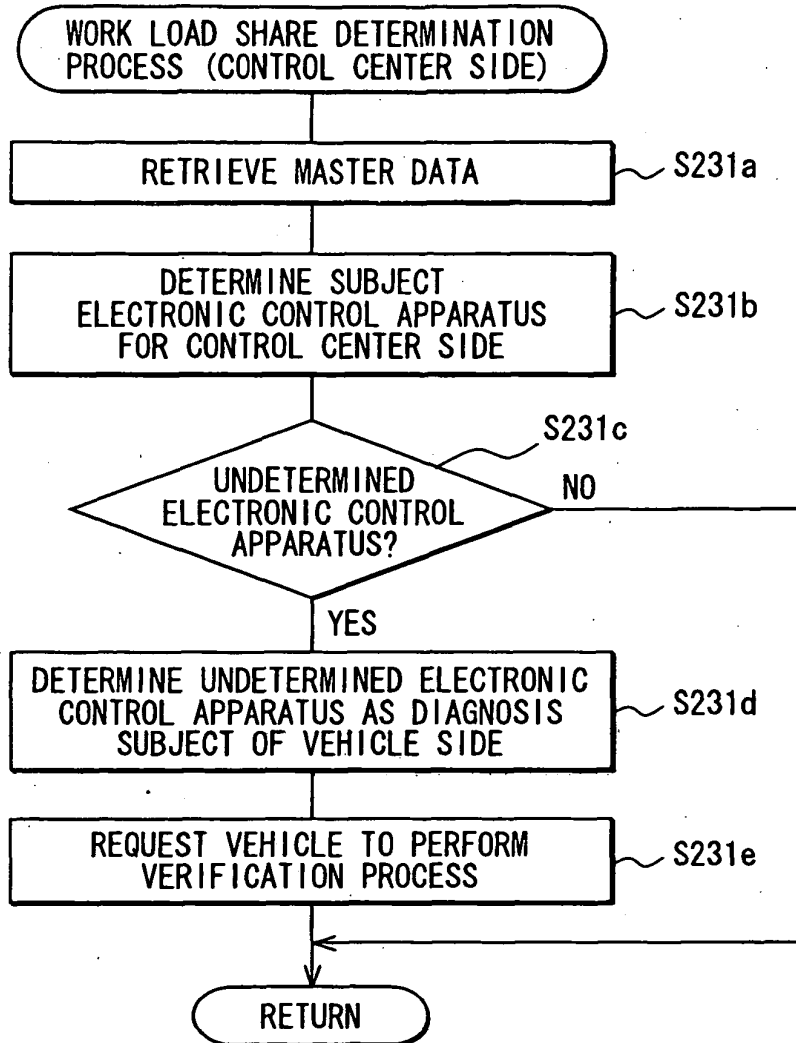 WORK LOAD SHARE DETERMINATION
PROCESS (CONTROL CENTER SIDE)
RETRIEVE MASTER DATA
S231a
DETERMINE SUBJECT
ELECTRONIC CONTROL APPARATUS
FOR CONTROL CENTER SIDE
S231b
S231c
UNDETERMINED
ELECTRONIC CONTROL
APPARATUS?
NO
YES
DETERMINE UNDETERMINED ELECTRONIC
CONTROL APPARATUS AS DIAGNOSIS
SUBJECT OF VEHICLE SIDE
S231d
REQUEST VEHICLE TO PERFORM
VERIFICATION PROCESS
S231e
RETURN